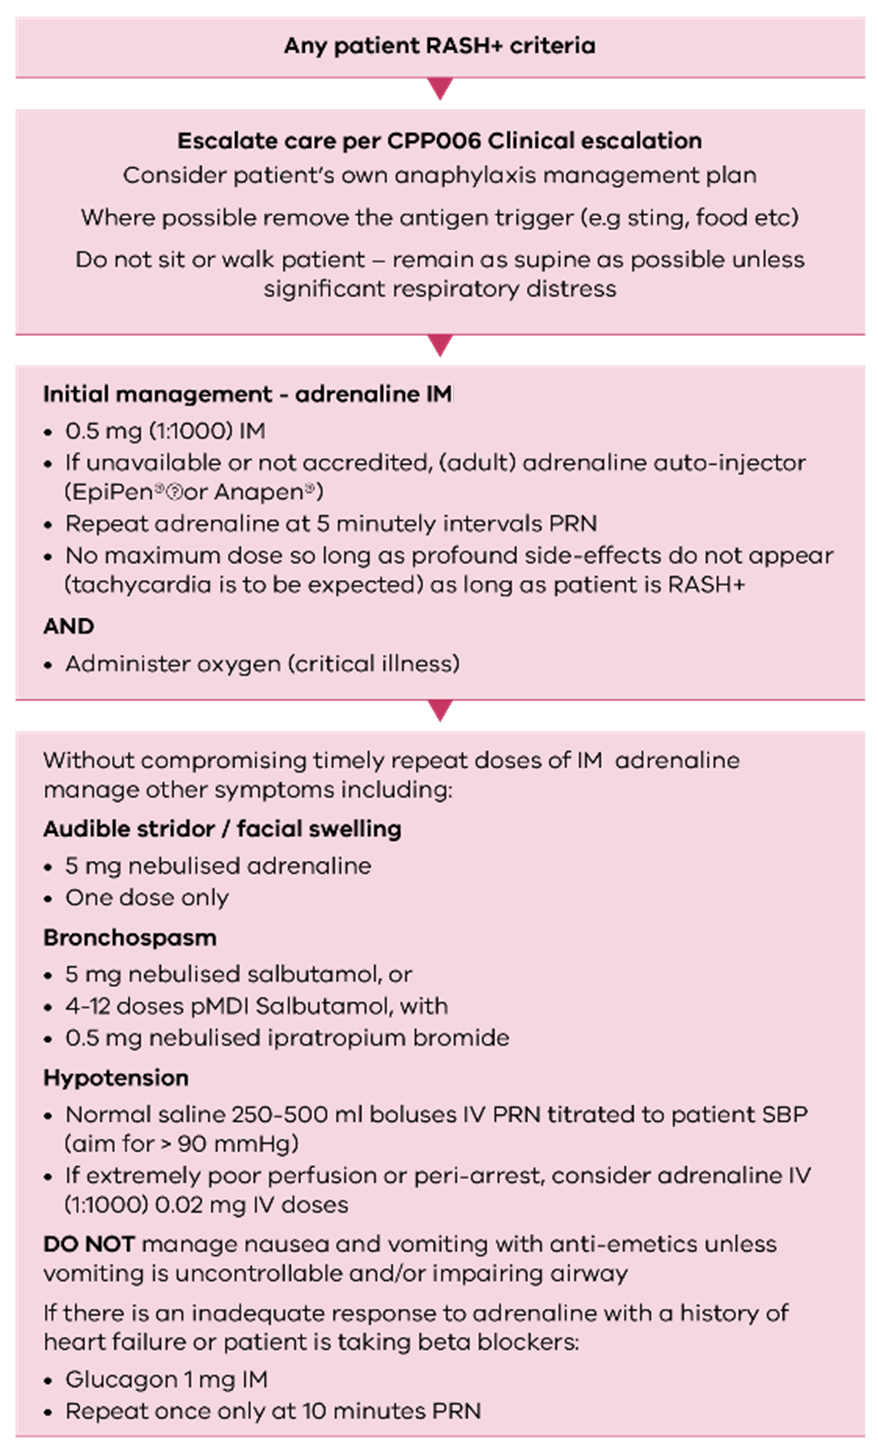 Any patient RASH+ criteria
Escalate care per CPP006 Clinical escalation
Consider patient's own anaphylaxis management plan
Where possible remove the antigen trigger (e.g sting, food etc)
Do not sit or walk patient – remain as supine as possible unless
significant respiratory distress
Initial management - adrenaline IM
• 0.5 mg (1:1000) IM
• If unavailable or not accredited, (adult) adrenaline auto-injector
(EpiPen®?or Anapen®)
• Repeat adrenaline at 5 minutely intervals PRN
• No maximum dose so long as profound side-effects do not appear
(tachycardia is to be expected) as long as patient is RASH+
AND
• Administer oxygen (critical illness)
Without compromising timely repeat doses of IM adrenaline
manage other symptoms including:
Audible stridor / facial swelling
• 5 mg nebulised adrenaline
• One dose only
Bronchospasm
• 5 mg nebulised salbutamol, or
• 4-12 doses pMDI Salbutamol, with
• 0.5 mg nebulised ipratropium bromide
Hypotension
• Normal saline 250-500 ml boluses IV PRN titrated to patient SBP
(aim for > 90 mmHg)
• If extremely poor perfusion or peri-arrest, consider adrenaline IV
(1:1000) 0.02 mg IV doses
DO NOT manage nausea and vomiting with anti-emetics unless
vomiting is uncontrollable and/or impairing airway
If there is an inadequate response to adrenaline with a history of
heart failure or patient is taking beta blockers:
• Glucagon 1 mg IM
• Repeat once only at 10 minutes PRN